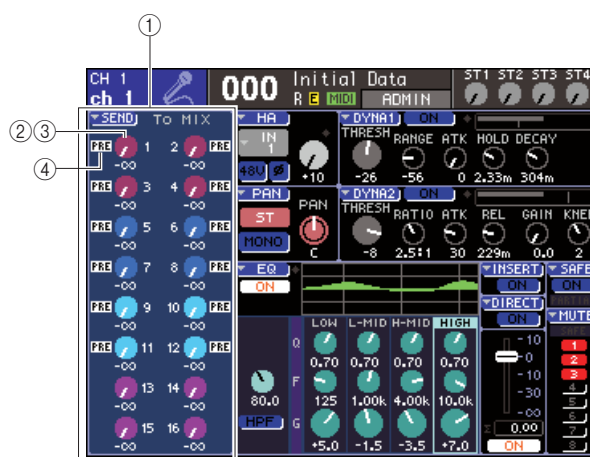 ①
CH 1
ch 1
000
Initial Data
R E MIDI ADMIN
ST1 ST2 ST3 ST4
②③
④
SEND To MIX
PRE 1 2 PRE
-∞ -∞
PRE 3 4 PRE
-∞ -∞
PRE 5 6 PRE
-∞ -∞
PRE 7 8 PRE
-∞ -∞
PRE 9 10 PRE
-∞ -∞
PRE 11 12 PRE
-∞ -∞
13 14
-∞ -∞
15 16
-∞ -∞
HA
IN
1
48V Ø
+10
DYNA1 ON
THRESH RANGE ATK HOLD DECAY
-26 -56 0 2.33m 304m
PAN
ST
MONO
PAN
C
DYNA2 ON
THRESH RATIO ATK REL GAIN KNEE
-8 2.5:1 30 229m 0.0 2
EQ
ON
LOW L-MID H-MID HIGH
Q
0.70 0.70 0.70 0.70
F
80.0 125 1.00k 4.00k 10.0k
HPF
G
+5.0 -1.5 -3.5 +7.0
INSERT
ON
DIRECT
ON
10
0
-10
-30
-∞
Σ 0.00
ON
SAFE
ON
PARTIAL
MUTE
SAFE
1
2
3
4
5
6
7
8